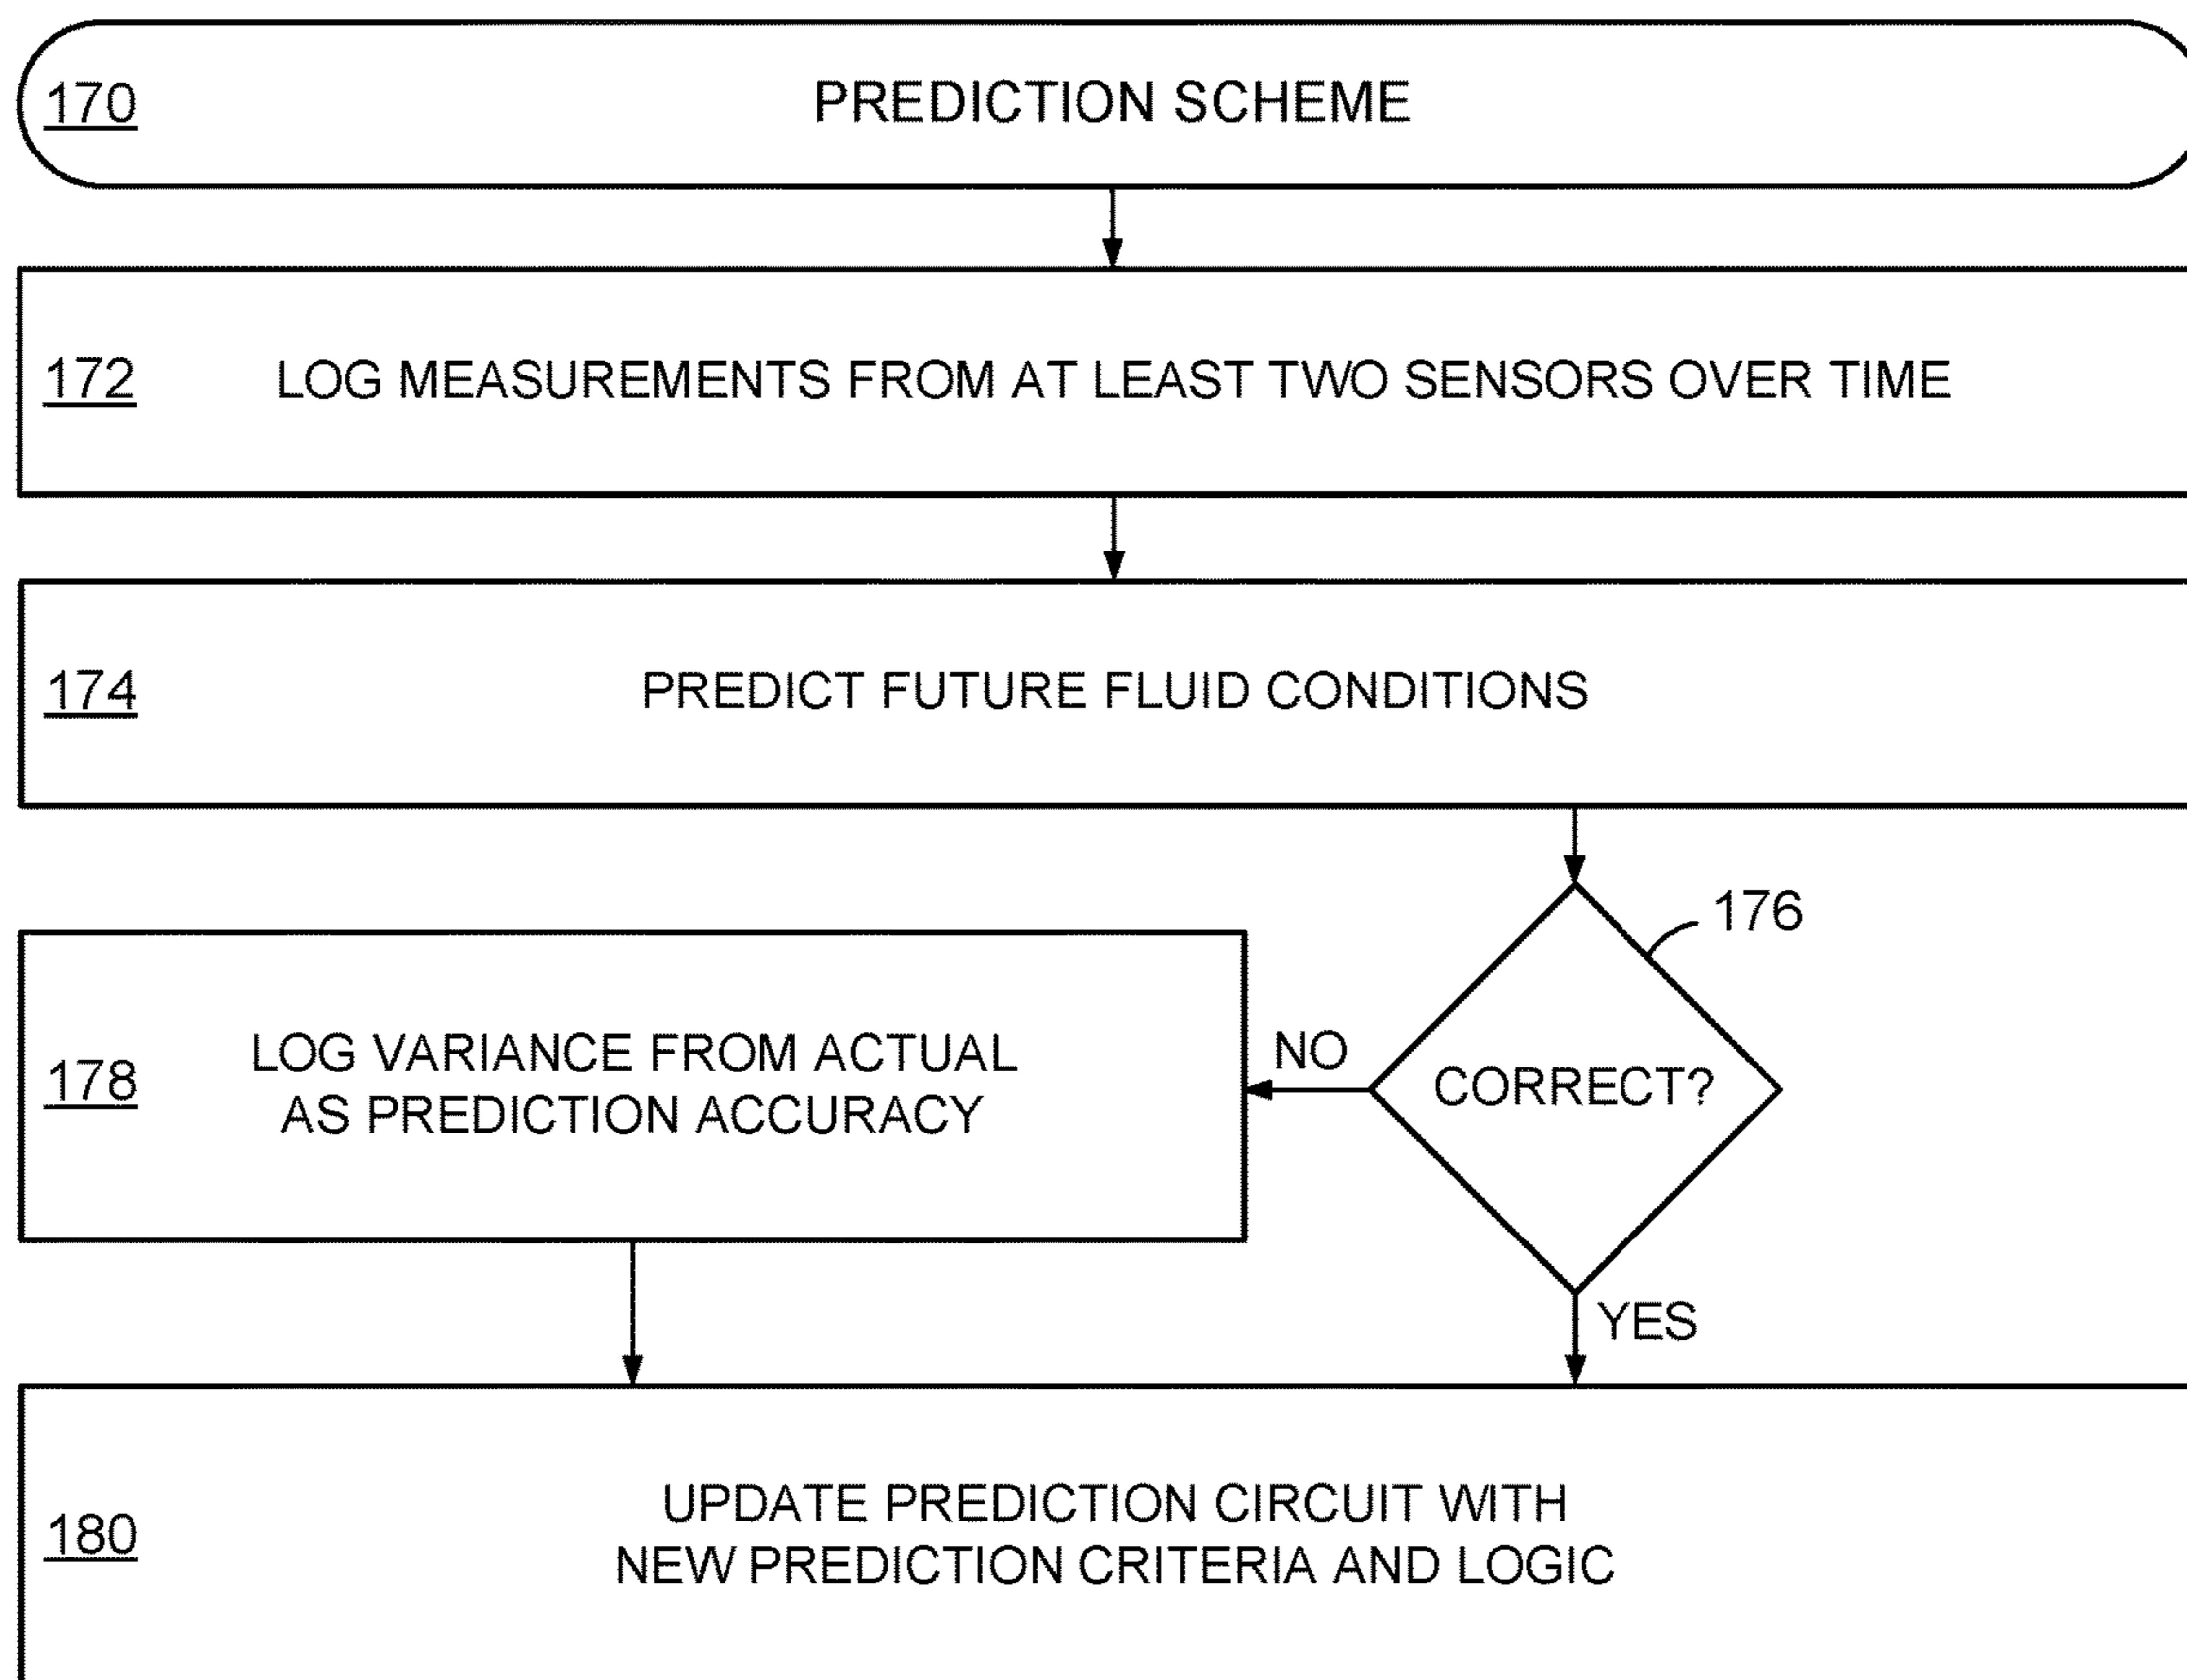 170 PREDICTION SCHEME
172 LOG MEASUREMENTS FROM AT LEAST TWO SENSORS OVER TIME
174 PREDICT FUTURE FLUID CONDITIONS
176
NO
CORRECT?
178
LOG VARIANCE FROM ACTUAL
AS PREDICTION ACCURACY
YES
180
UPDATE PREDICTION CIRCUIT WITH
NEW PREDICTION CRITERIA AND LOGIC